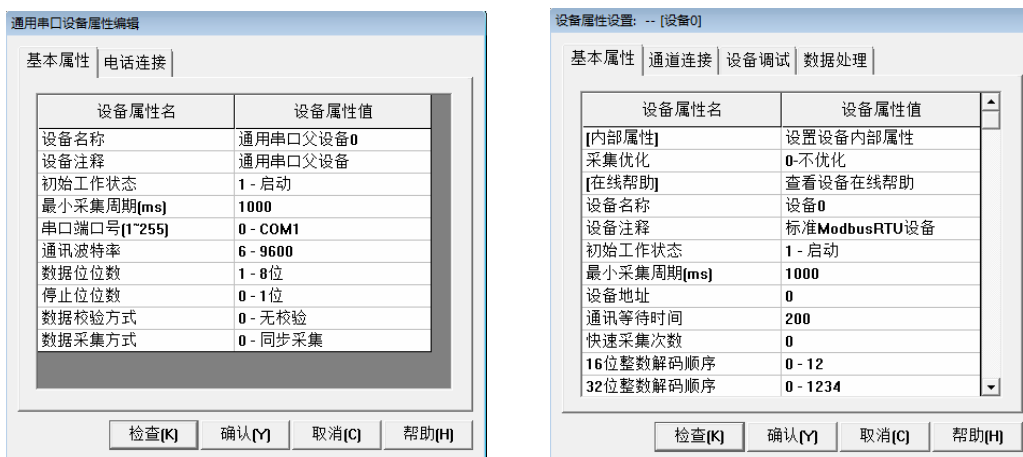 通用串口设备属性编辑
基本属性 电话连接
设备属性名 设备属性值
设备名称 通用串口父设备0
设备注释 通用串口父设备
初始工作状态 1 - 启动
最小采集周期(ms) 1000
串口端口号(1~255) 0 - COM1
通讯波特率 6 - 9600
数据位位数 1 - 8位
停止位位数 0 - 1位
数据校验方式 0 - 无校验
数据采集方式 0 - 同步采集
检查(K) 确认(Y) 取消(C) 帮助(H)
设备属性设置: -- [设备0]
基本属性 通道连接 设备调试 数据处理
设备属性名 设备属性值
[内部属性] 设置设备内部属性
采集优化 0-不优化
[在线帮助] 查看设备在线帮助
设备名称 设备0
设备注释 标准ModbusRTU设备
初始工作状态 1 - 启动
最小采集周期(ms) 1000
设备地址 0
通讯等待时间 200
快速采集次数 0
16位整数解码顺序 0 - 12
32位整数解码顺序 0 - 1234
检查(K) 确认(Y) 取消(C) 帮助(H)